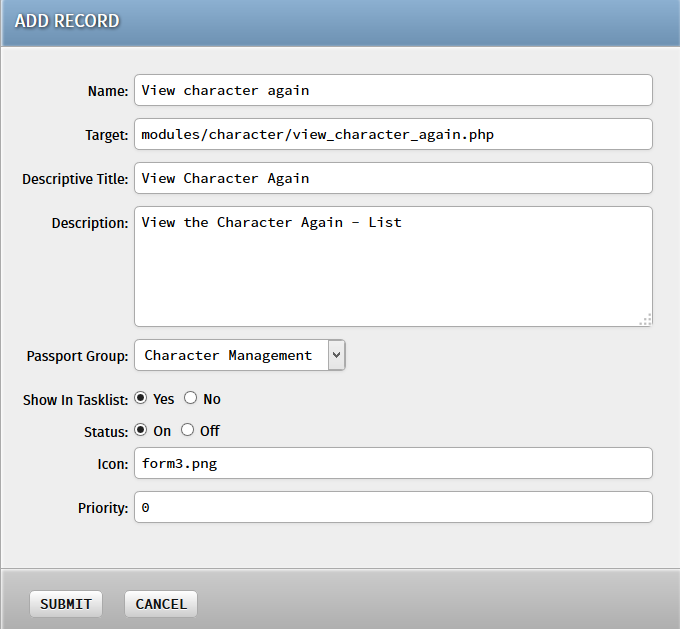 ADD RECORD
Name: View character again
Target: modules/character/view_character_again.php
Descriptive Title: View Character Again
Description: View the Character Again - List
Passport Group: Character Management
Show In Tasklist: Yes No
Status: On Off
Icon: form3.png
Priority: 0
SUBMIT CANCEL